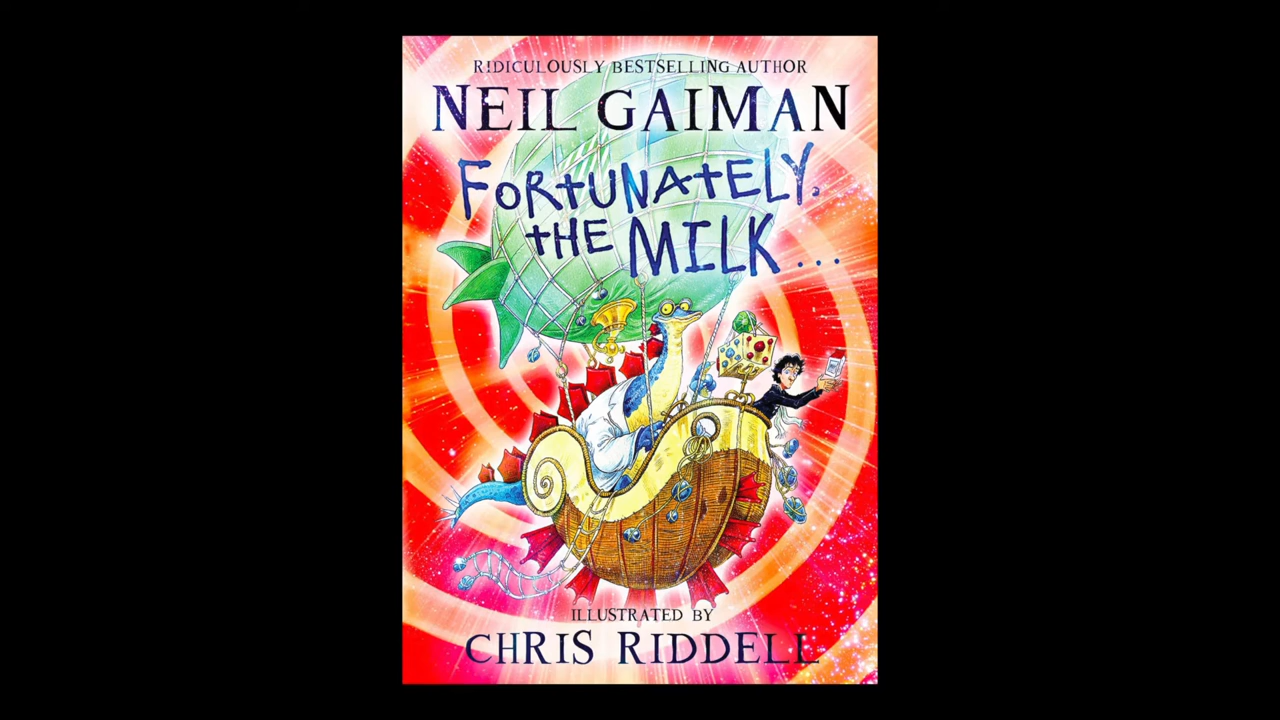 RIDICULOUSLY BESTSELLING AUTHOR
NEIL GAIMAN
FORTUNATELY,
THE MILK...
ILLUSTRATED BY
CHRIS RIDDELL